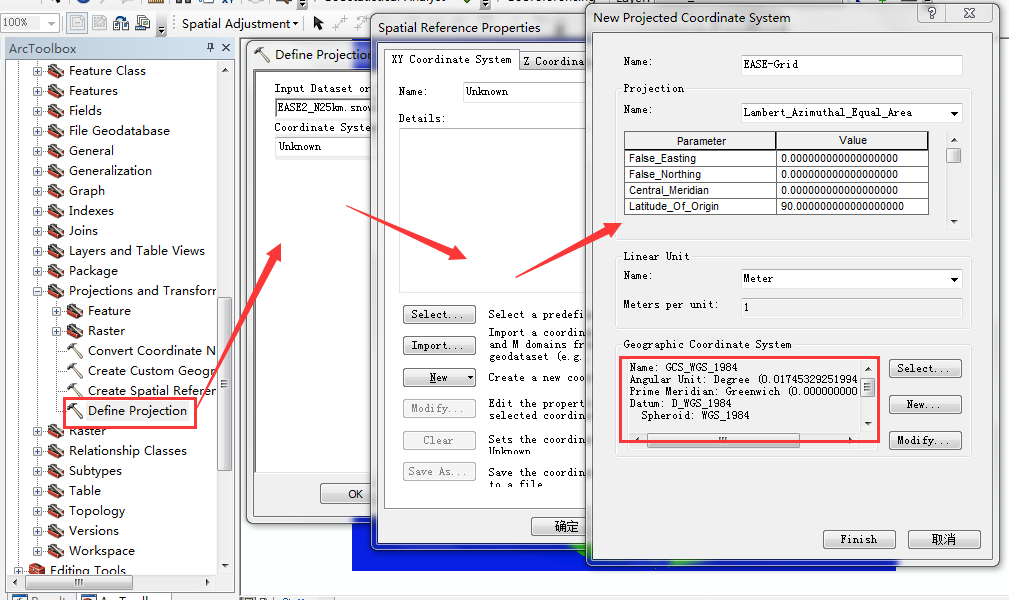 100%
Spatial Adjustment
ArcToolbox
Feature Class
Features
Fields
File Geodatabase
General
Generalization
Graph
Indexes
Joins
Layers and Table Views
Package
Projections and Transfor
Feature
Raster
Convert Coordinate N
Create Custom Geogr
Create Spatial Referer
Define Projection
Raster
Relationship Classes
Subtypes
Table
Topology
Versions
Workspace
Editing Tools
Define Projection
Input Dataset or
EASE2_N25km.snow
Coordinate Syste
Unknown
OK
Spatial Reference Properties
XY Coordinate System
Z Coordina
Name:
Unknown
Details:
Select...
Select a predefi
Import...
Import a coordin
and M domains fr
geodatabase (e.g.
New
Create a new coo
Modify...
Edit the propert
selected coordin
Clear
Sets the coordin
Unknown
Save As...
Save the coordin
to a file
确定
New Projected Coordinate System
Name:
EASE-Grid
Projection
Name:
Lambert_Azimuthal_Equal_Area
Parameter Value
False_Easting 0.000000000000000000
False_Northing 0.000000000000000000
Central_Meridian 0.000000000000000000
Latitude_Of_Origin 90.000000000000000000
Linear Unit
Name:
Meter
Meters per unit:
1
Geographic Coordinate System
Name: GCS_WGS_1984
Angular Unit: Degree (0.01745329251994
Prime Meridian: Greenwich (0.000000000
Datum: D_WGS_1984
Spheroid: WGS_1984
Select...
New...
Modify...
Finish
取消